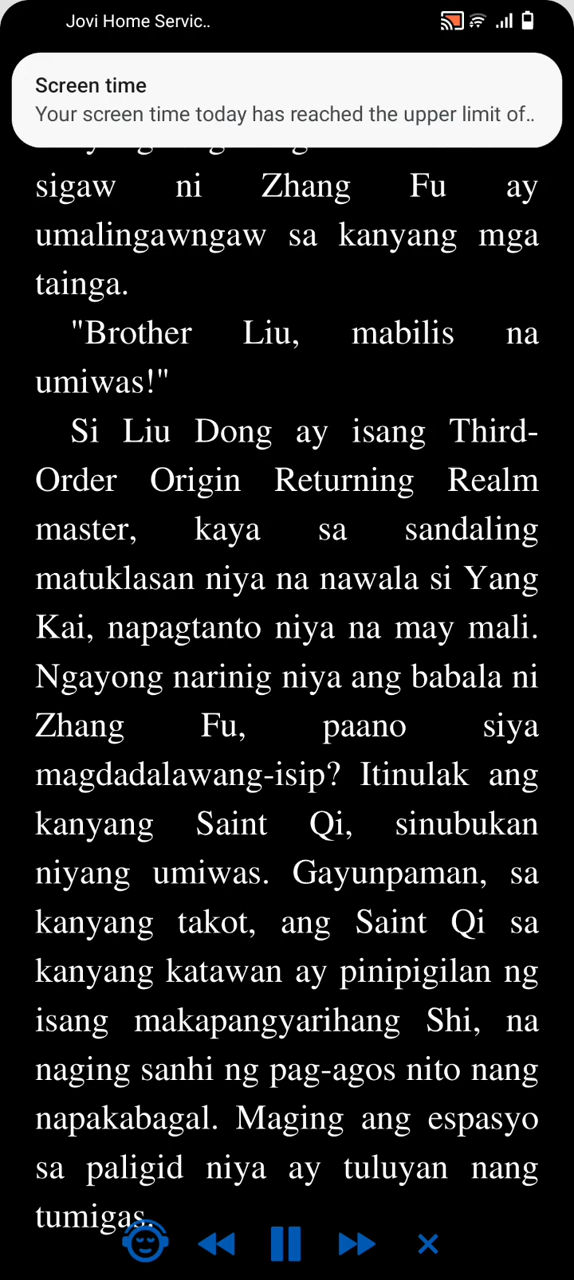 Jovi Home Servic..
Screen time
Your screen time today has reached the upper limit of..
sigaw ni Zhang Fu ay
umalingawngaw sa kanyang mga
tainga.
"Brother Liu, mabilis na
umiwas!"
Si Liu Dong ay isang Third-
Order Origin Returning Realm
master, kaya sa sandaling
matuklasan niya na nawala si Yang
Kai, napagtanto niya na may mali.
Ngayong narinig niya ang babala ni
Zhang Fu, paano siya
magdadalawang-isip? Itinulak ang
kanyang Saint Qi, sinubukan
niyang umiwas. Gayunpaman, sa
kanyang takot, ang Saint Qi sa
kanyang katawan ay pinipigilan ng
isang makapangyarihang Shi, na
naging sanhi ng pag-agos nito nang
napakabagal. Maging ang espasyo
sa paligid niya ay tuluyan nang
tumigas.